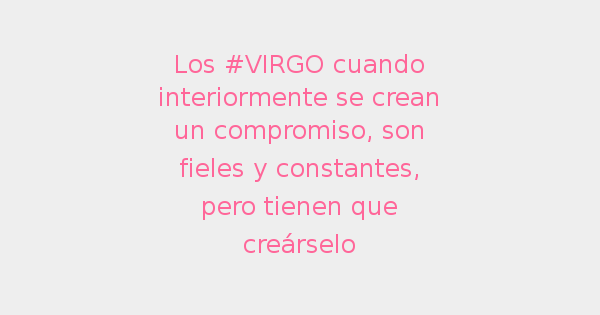 Los #VIRGO cuando
interiormente se crean
un compromiso, son
fieles y constantes,
pero tienen que
creárselo